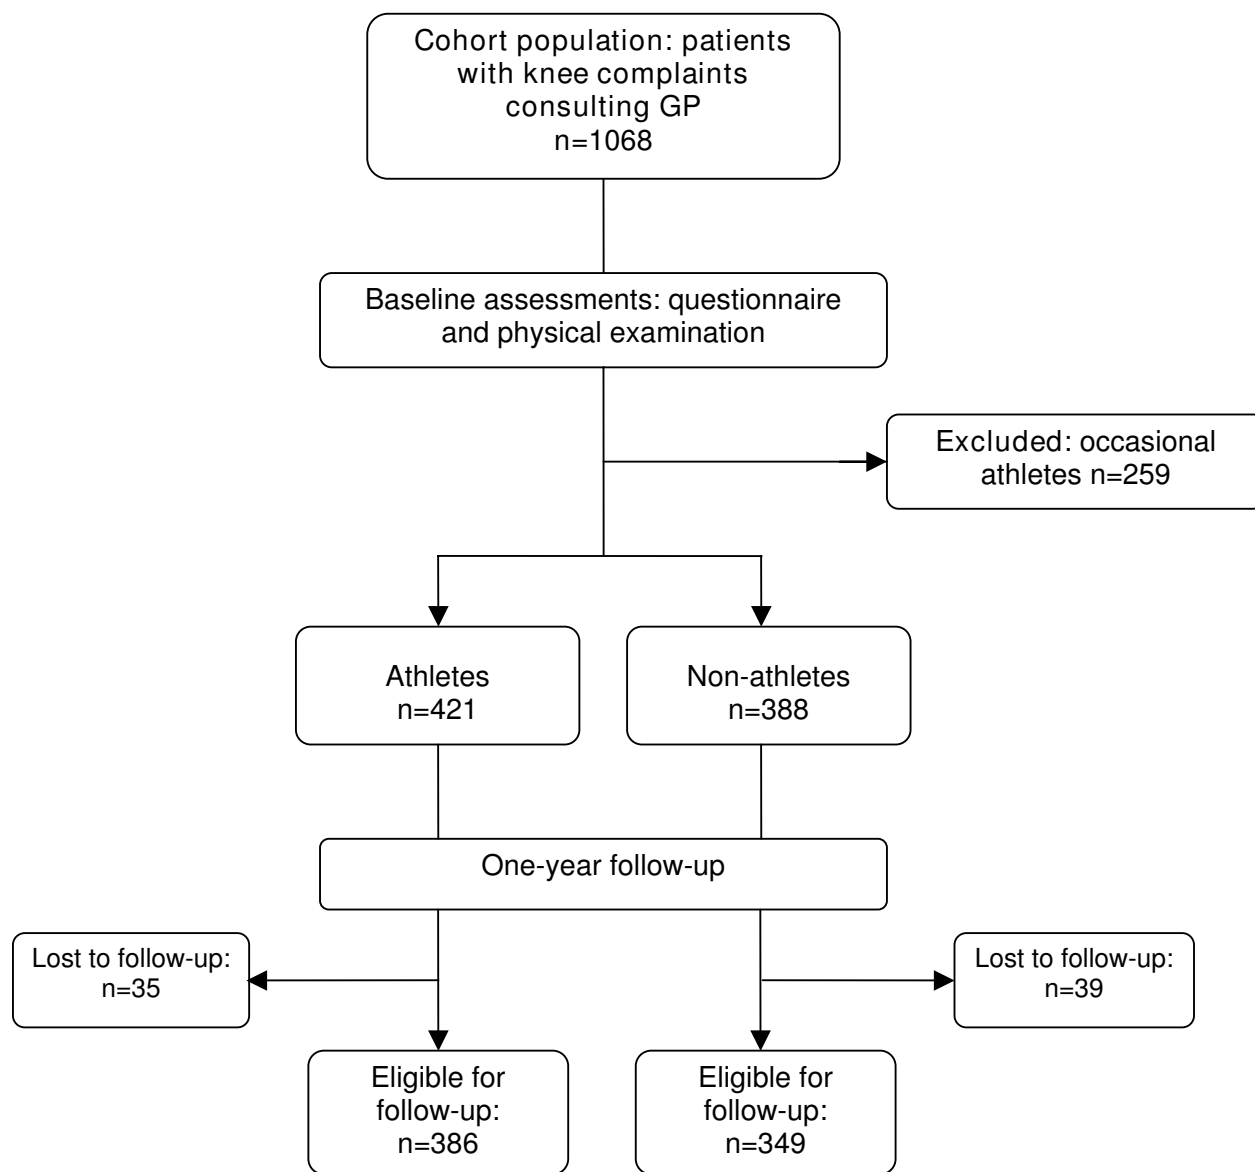 Cohort population: patients
with knee complaints
consulting GP
n=1068
Baseline assessments: questionnaire
and physical examination
Excluded: occasional
athletes n=259
Athletes
n=421
Non-athletes
n=388
One-year follow-up
Lost to follow-up:
n=35
Lost to follow-up:
n=39
Eligible for
follow-up:
n=386
Eligible for
follow-up:
n=349